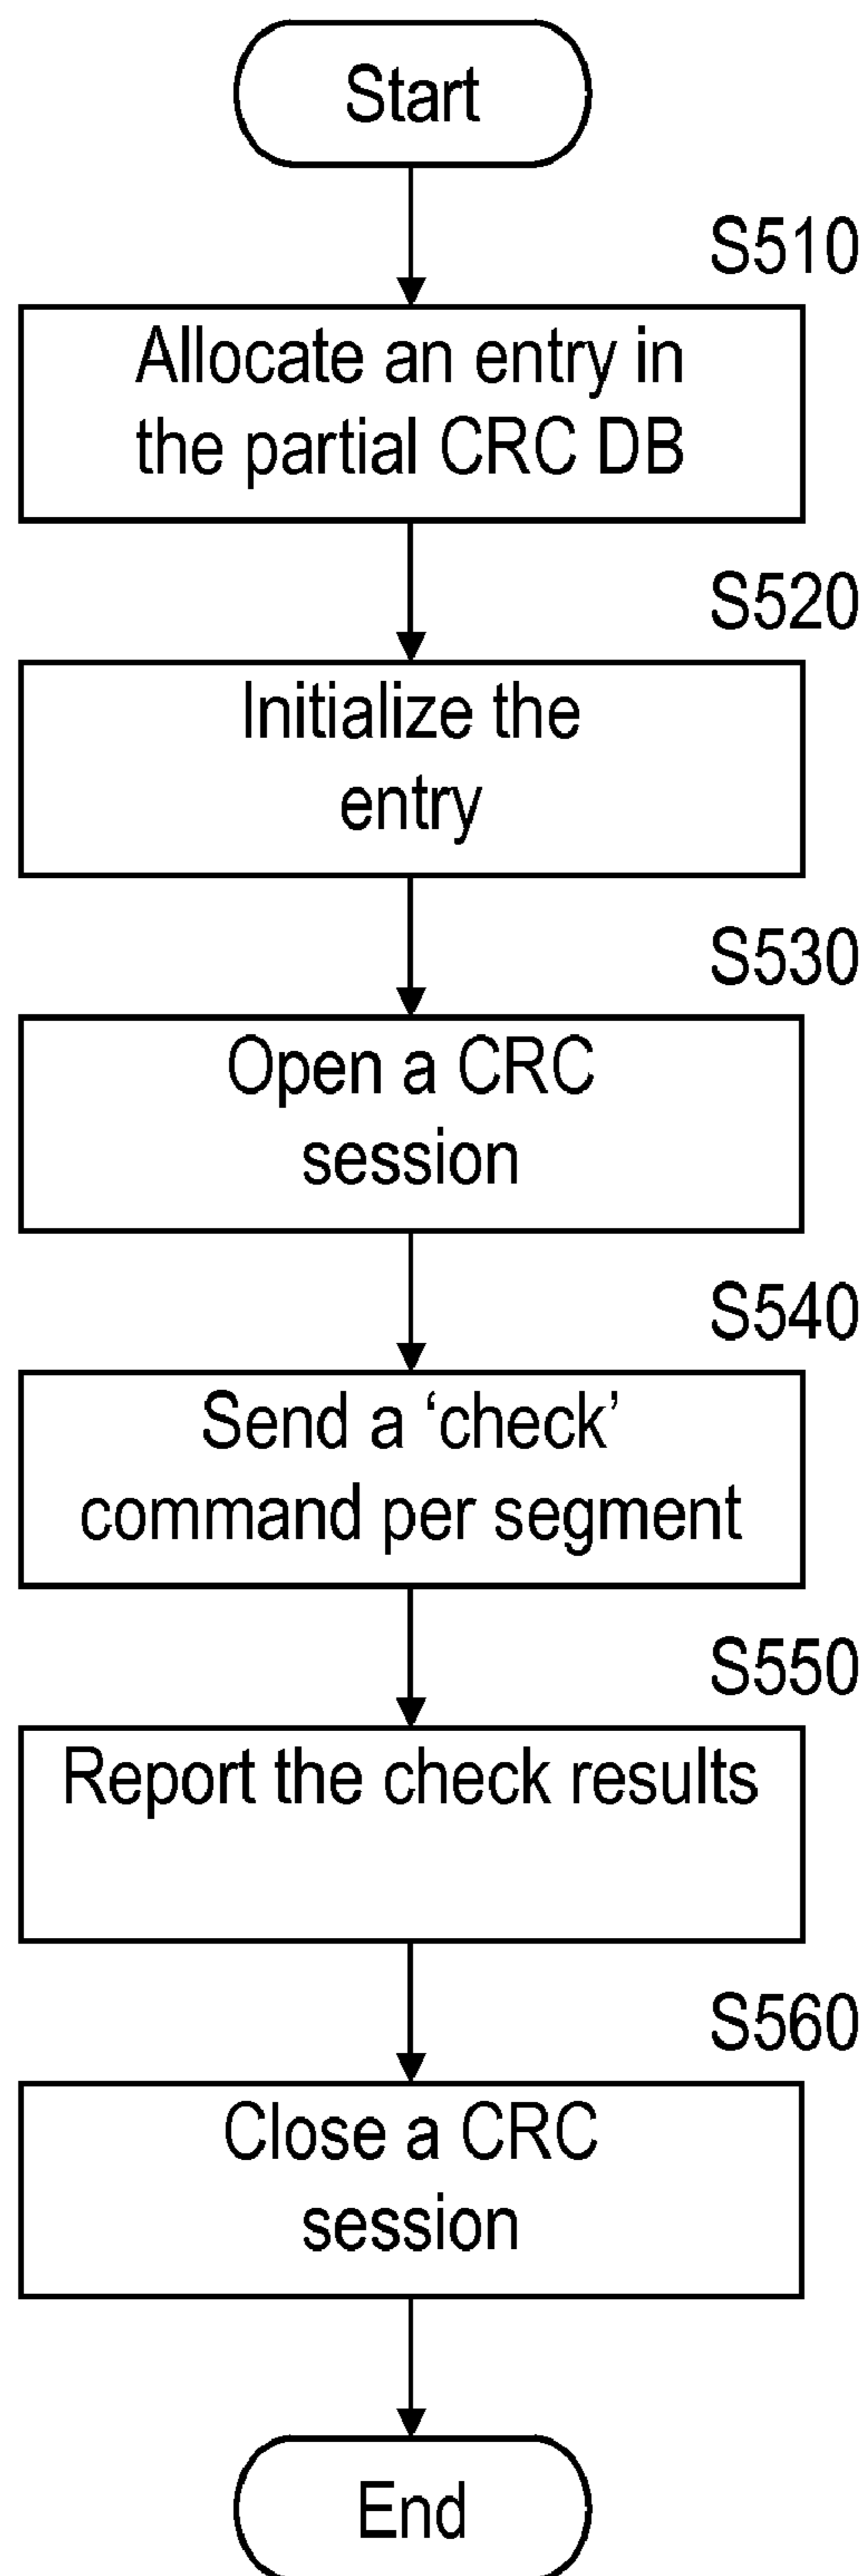 Start
S510
Allocate an entry in
the partial CRC DB
S520
Initialize the
entry
S530
Open a CRC
session
S540
Send a ‘check’
command per segment
S550
Report the check results
S560
Close a CRC
session
End